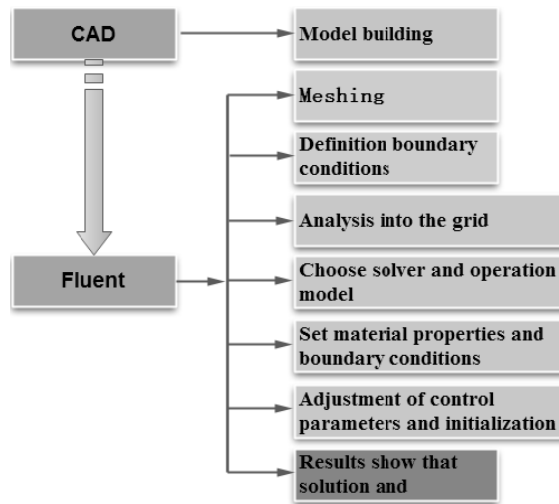 CAD
Model building
Meshing
Definition boundary
conditions
Analysis into the grid
Fluent
Choose solver and operation
model
Set material properties and
boundary conditions
Adjustment of control
parameters and initialization
Results show that
solution and